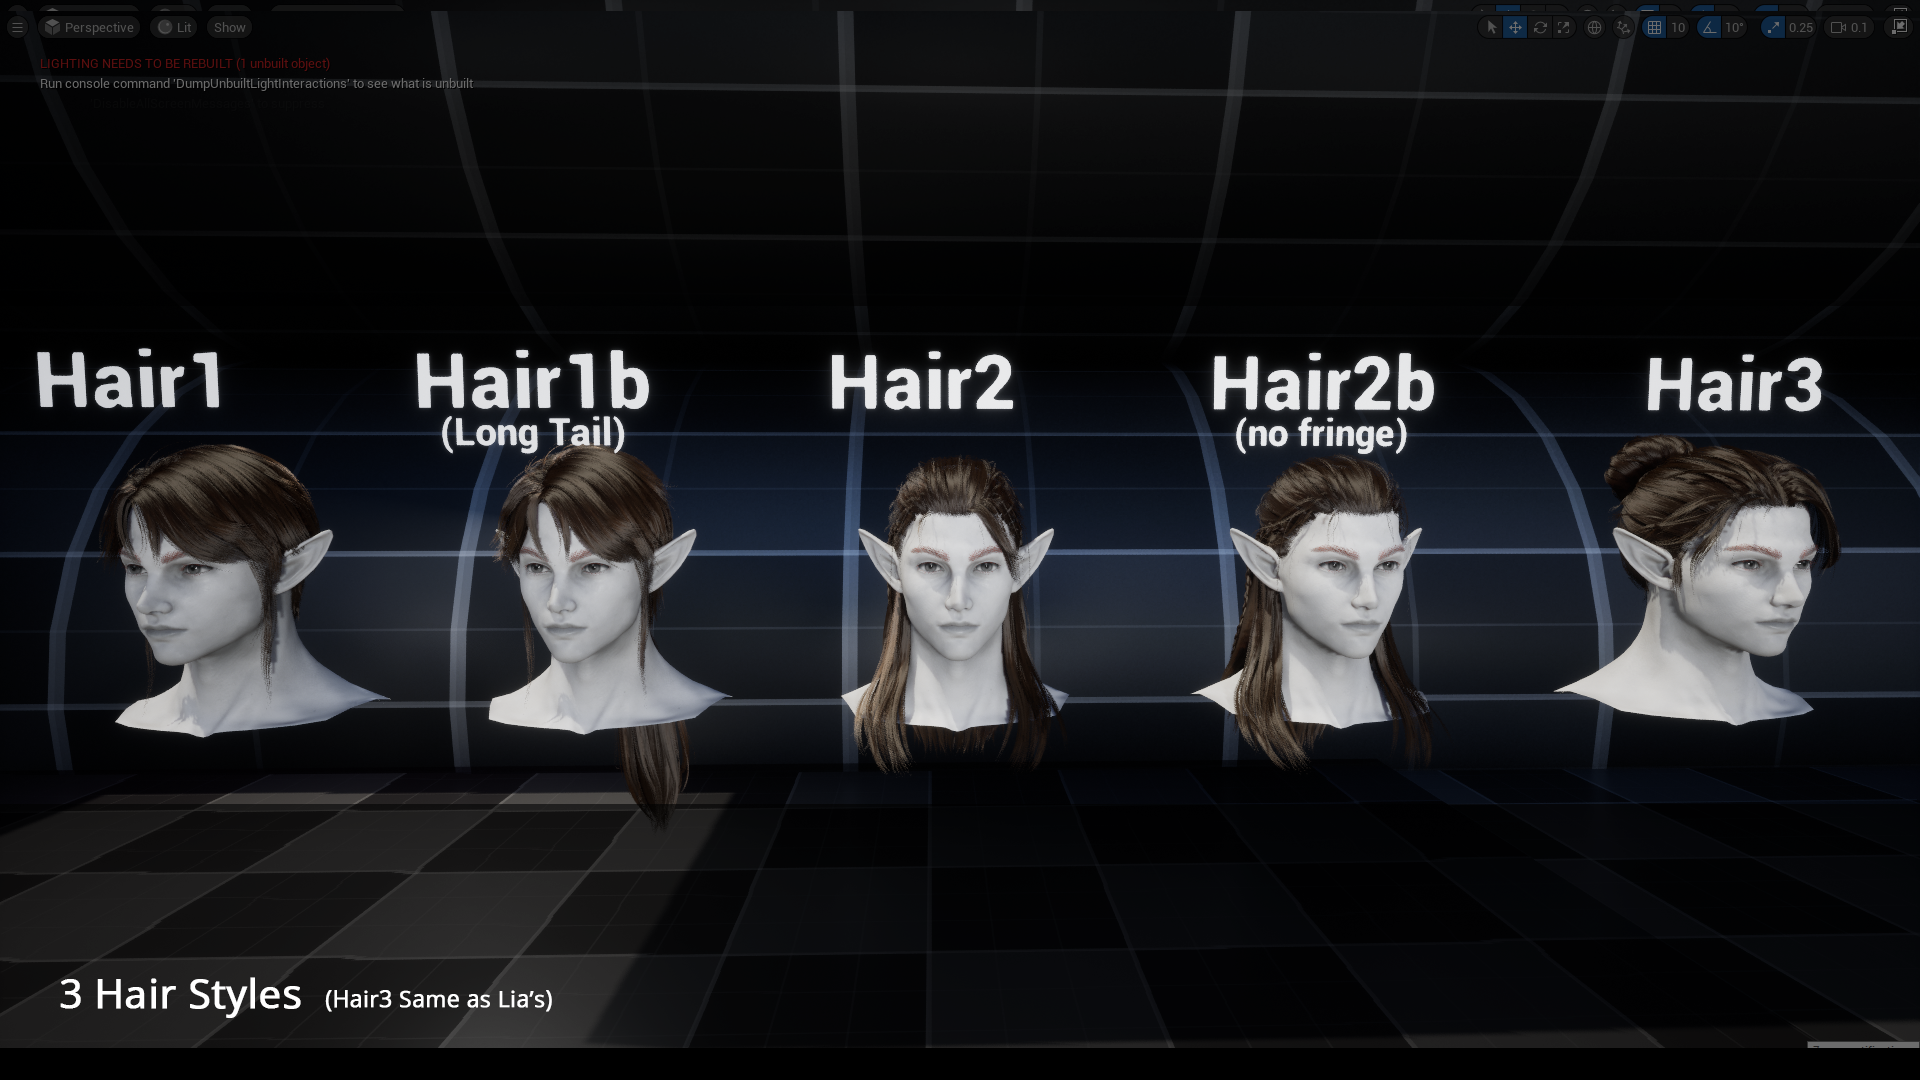 Perspective Lit Show 10 10° 0.25 0.1
LIGHTING NEEDS TO BE REBUILT (1 unbuilt object)
Run console command 'DumpUnbuiltLightInteractions' to see what is unbuilt
Hair1
Hair1b
(Long Tail)
Hair2
Hair2b
(no fringe)
Hair3
3 Hair Styles (Hair3 Same as Lia's)